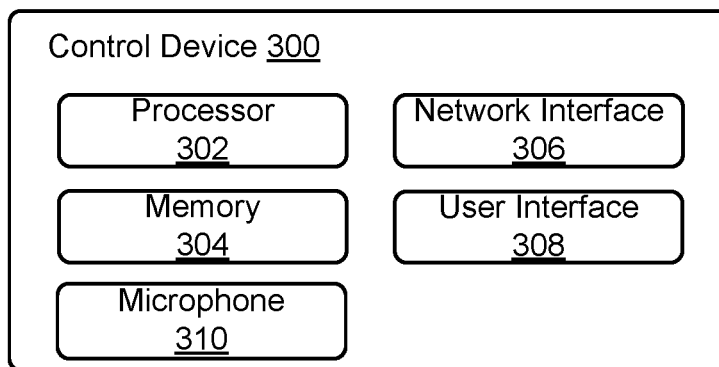 Control Device 300
Processor
302
Network Interface
306
Memory
304
User Interface
308
Microphone
310